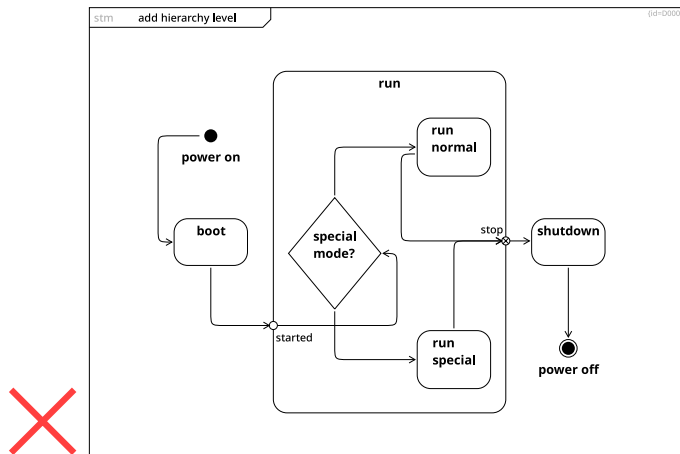 stm add hierarchy level
(id=D000
run
run
normal
power on
boot
special
mode?
stop
shutdown
started
run
special
power off